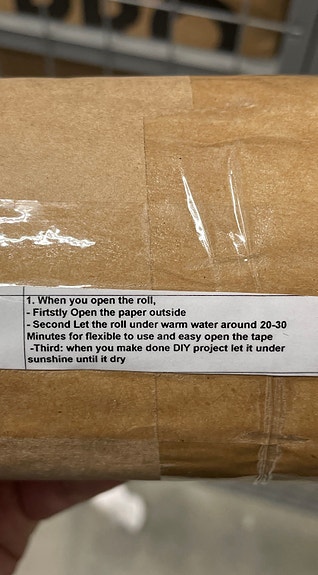 1. When you open the roll,
- Firtstly Open the paper outside
- Second Let the roll under warm water around 20-30
Minutes for flexible to use and easy open the tape
-Third: when you make done DIY project let it under
sunshine until it dry